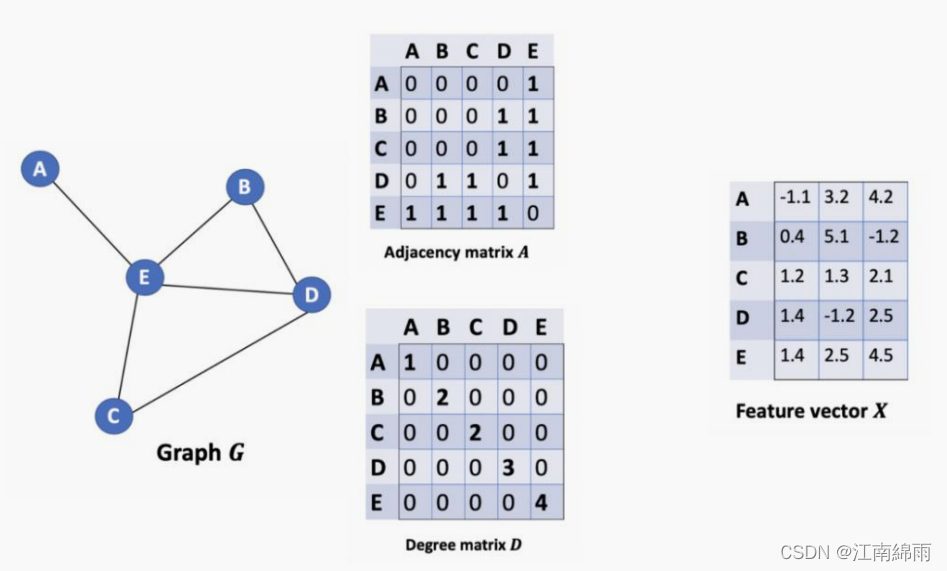 A
B
E
D
C
Graph G
A B C D E
A 0 0 0 0 1
B 0 0 0 1 1
C 0 0 0 1 1
D 0 1 1 0 1
E 1 1 1 1 0
Adjacency matrix A
A B C D E
A 1 0 0 0 0
B 0 2 0 0 0
C 0 0 2 0 0
D 0 0 0 3 0
E 0 0 0 0 4
Degree matrix D
A -1.1 3.2 4.2
B 0.4 5.1 -1.2
C 1.2 1.3 2.1
D 1.4 -1.2 2.5
E 1.4 2.5 4.5
Feature vector X
CSDN @江南綿雨